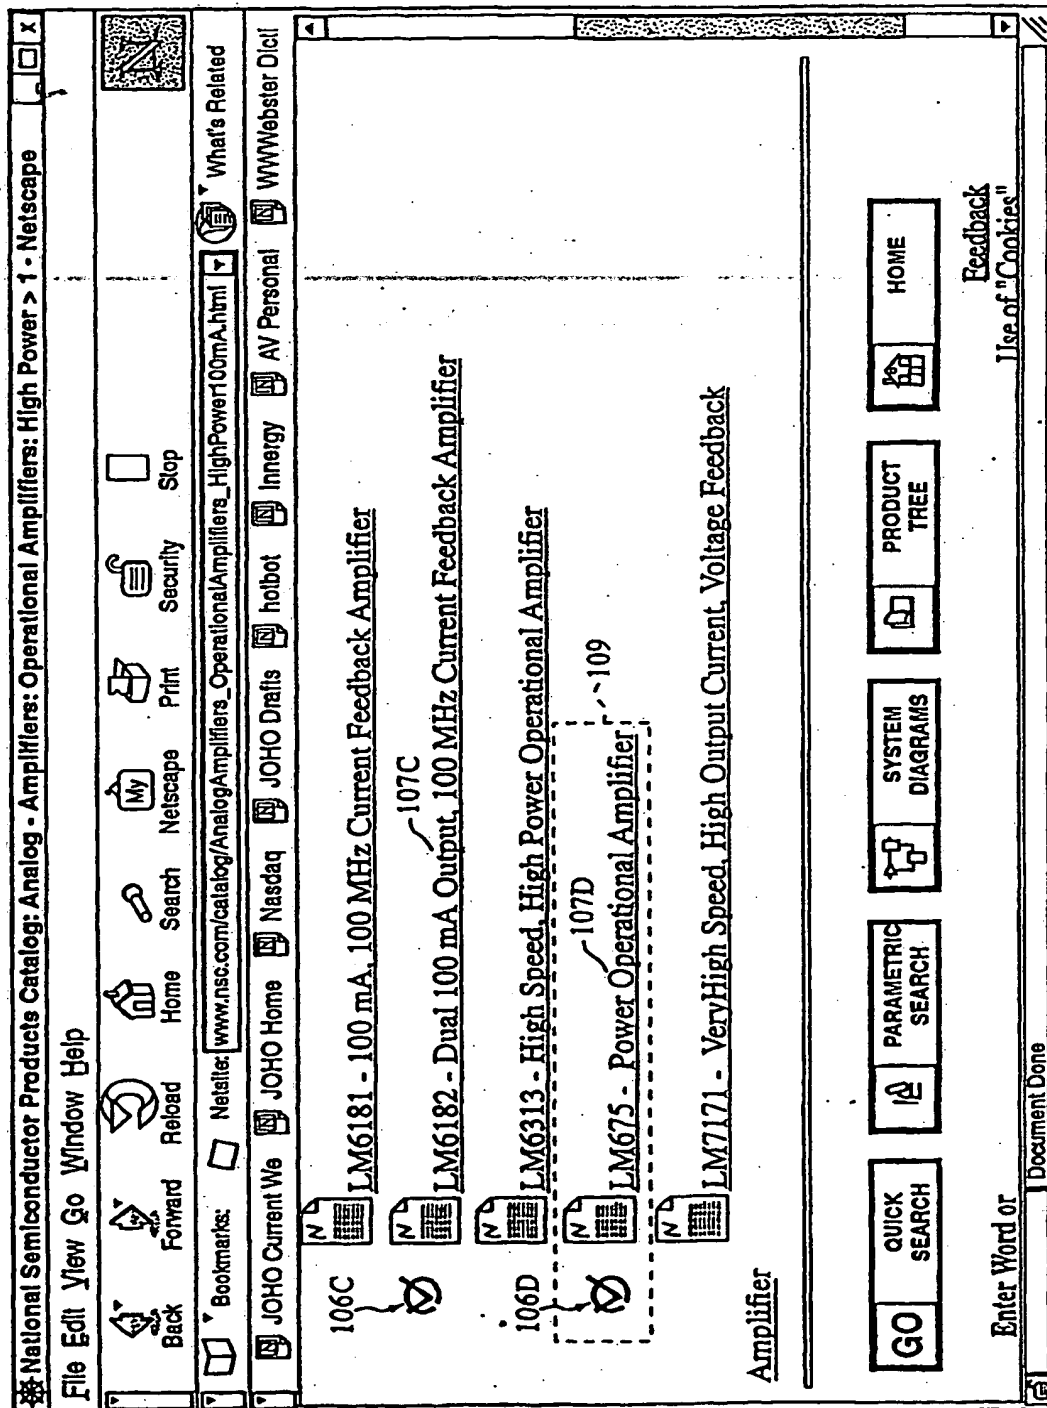 National Semiconductor Products Catalog: Analog - Amplifiers: Operational Amplifiers: High Power > 1 - Netscape
File Edit View Go Window Help
Back Forward Reload Home Search Netscape Print Security Stop
My
N
Bookmarks: Netsite: www.nsc.com/catalog/AnalogAmplifiers_OperationalAmplifiers_HighPower100mA.html What's Related
JOHO Current We JOHO Home Nasdaq JOHO Drafts hotbot Innergy AV Personal WWWebster Dicti
106C
LM6181 - 100 mA, 100 MHz Current Feedback Amplifier
107C
LM6182 - Dual 100 mA Output, 100 MHz Current Feedback Amplifier
LM6313 - High Speed, High Power Operational Amplifier
106D
107D
109
LM675 - Power Operational Amplifier
LM7171 - VeryHigh Speed, High Output Current, Voltage Feedback
Amplifier
GO QUICK SEARCH
PARAMETRIC SEARCH
SYSTEM DIAGRAMS
PRODUCT TREE
HOME
Enter Word or
Feedback
Use of "Cookies"
Document Done